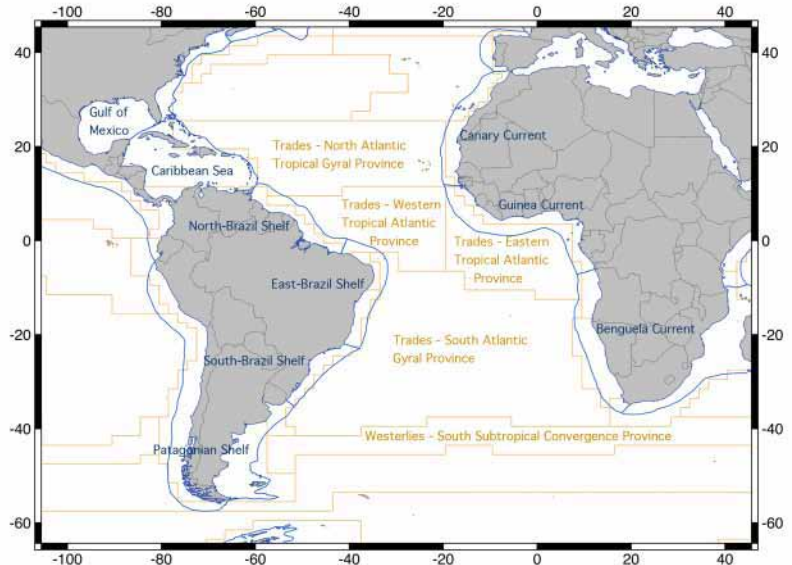 -100 -80 -60 -40 -20 0 20 40
40 40
Gulf of
Mexico
Canary Current
Trades - North Atlantic
Tropical Gyral Province
20 20
Caribbean Sea
Guinea Current
Trades - Western
Tropical Atlantic
Province
North-Brazil Shelf
0 0
Trades - Eastern
Tropical Atlantic
Province
East-Brazil Shelf
Benguela Current
-20 -20
Trades - South Atlantic
Gyral Province
South-Brazil Shelf
-40 -40
Westerlies - South Subtropical Convergence Province
Patagonian Shelf
-60 -60
-100 -80 -60 -40 -20 0 20 40